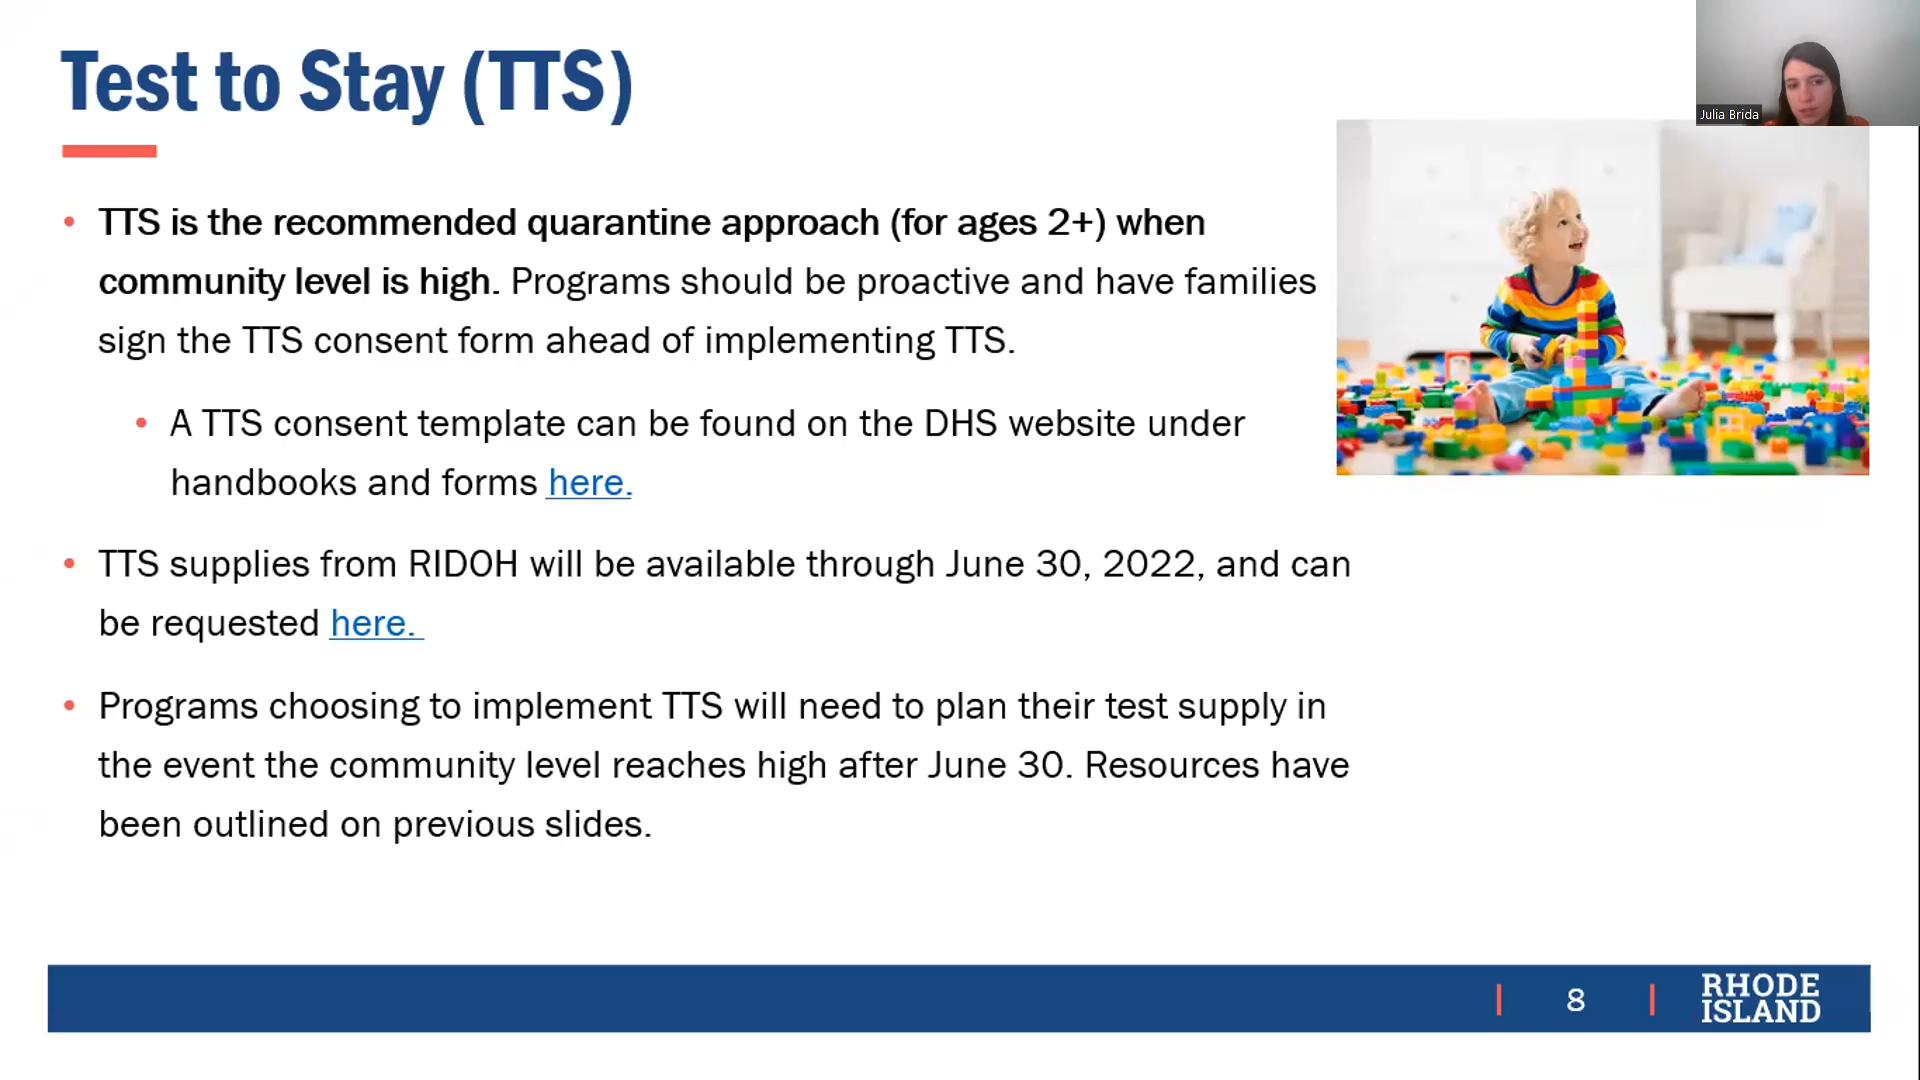 Test to Stay (TTS)
Julia Brida
• TTS is the recommended quarantine approach (for ages 2+) when
community level is high. Programs should be proactive and have families
sign the TTS consent form ahead of implementing TTS.
• A TTS consent template can be found on the DHS website under
handbooks and forms here.
• TTS supplies from RIDOH will be available through June 30, 2022, and can
be requested here.
• Programs choosing to implement TTS will need to plan their test supply in
the event the community level reaches high after June 30. Resources have
been outlined on previous slides.
8
RHODE
ISLAND